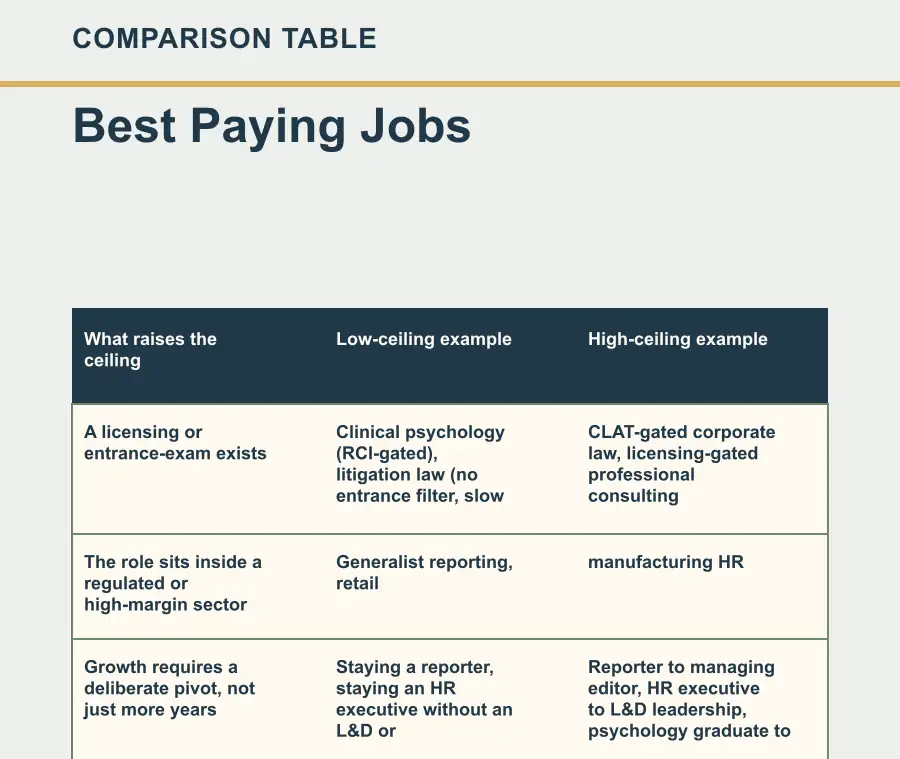 COMPARISON TABLE
Best Paying Jobs
What raises the
ceiling
Low-ceiling example
High-ceiling example
A licensing or
entrance-exam exists
Clinical psychology
(RCI-gated),
litigation law (no
entrance filter, slow
CLAT-gated corporate
law, licensing-gated
professional
consulting
The role sits inside a
regulated or
high-margin sector
Generalist reporting,
retail
manufacturing HR
Growth requires a
deliberate pivot, not
just more years
Staying a reporter,
staying an HR
executive without an
L&D or
Reporter to managing
editor, HR executive
to L&D leadership,
psychology graduate to